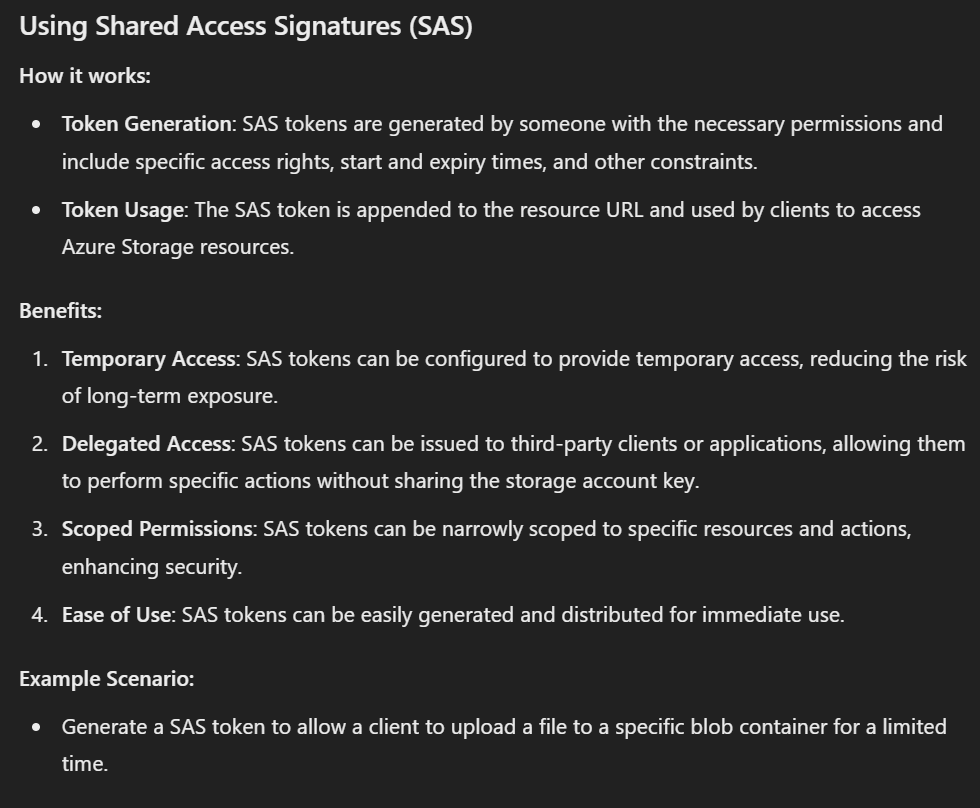 Using Shared Access Signatures (SAS)
How it works:
• Token Generation: SAS tokens are generated by someone with the necessary permissions and
include specific access rights, start and expiry times, and other constraints.
• Token Usage: The SAS token is appended to the resource URL and used by clients to access
Azure Storage resources.
Benefits:
1. Temporary Access: SAS tokens can be configured to provide temporary access, reducing the risk
of long-term exposure.
2. Delegated Access: SAS tokens can be issued to third-party clients or applications, allowing them
to perform specific actions without sharing the storage account key.
3. Scoped Permissions: SAS tokens can be narrowly scoped to specific resources and actions,
enhancing security.
4. Ease of Use: SAS tokens can be easily generated and distributed for immediate use.
Example Scenario:
• Generate a SAS token to allow a client to upload a file to a specific blob container for a limited
time.